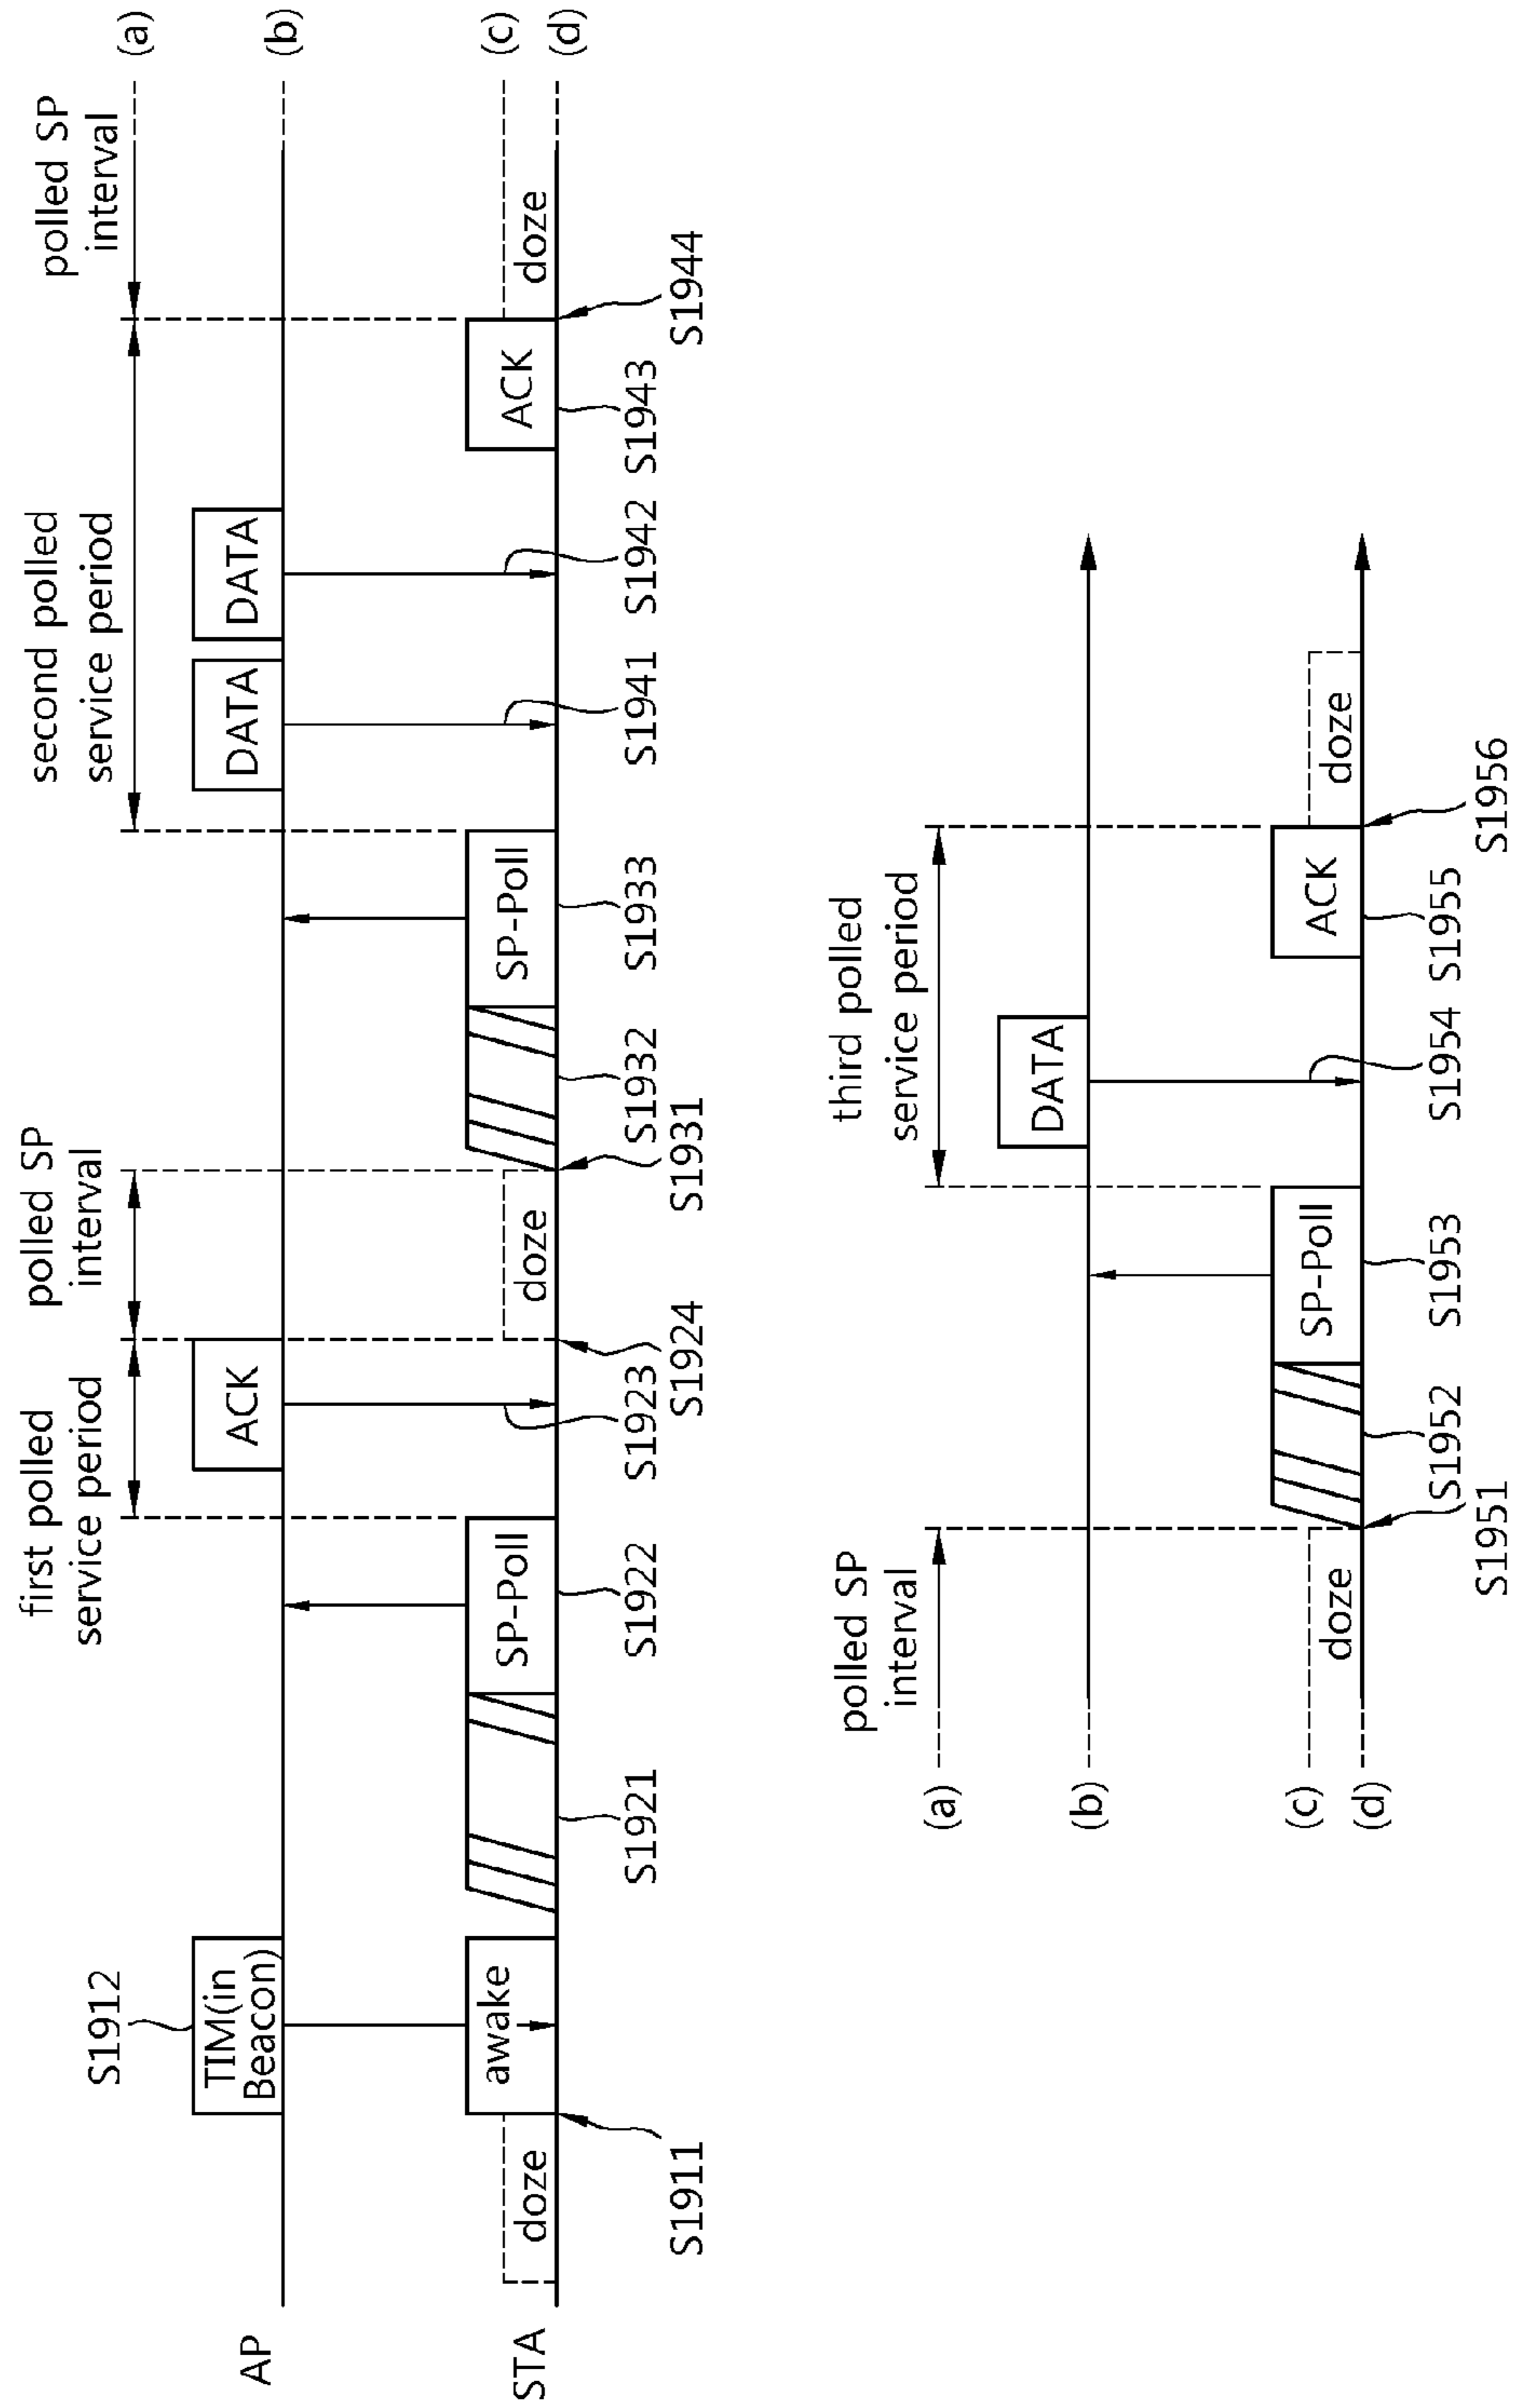 first polled
service period
polled SP
interval
second polled
service period
polled SP
interval
(a)
S1912
TIM(in
Beacon)
ACK
DATA
DATA
AP
(b)
doze
awake
SP-Poll
doze
SP-Poll
ACK
doze
(c)
STA
(d)
S1911
S1921
S1922
S1923
S1924
S1931
S1932
S1933
S1941
S1942
S1943
S1944
polled SP
interval
third polled
service period
(a)
DATA
(b)
(c)
doze
SP-Poll
ACK
doze
(d)
S1951
S1952
S1953
S1954
S1955
S1956